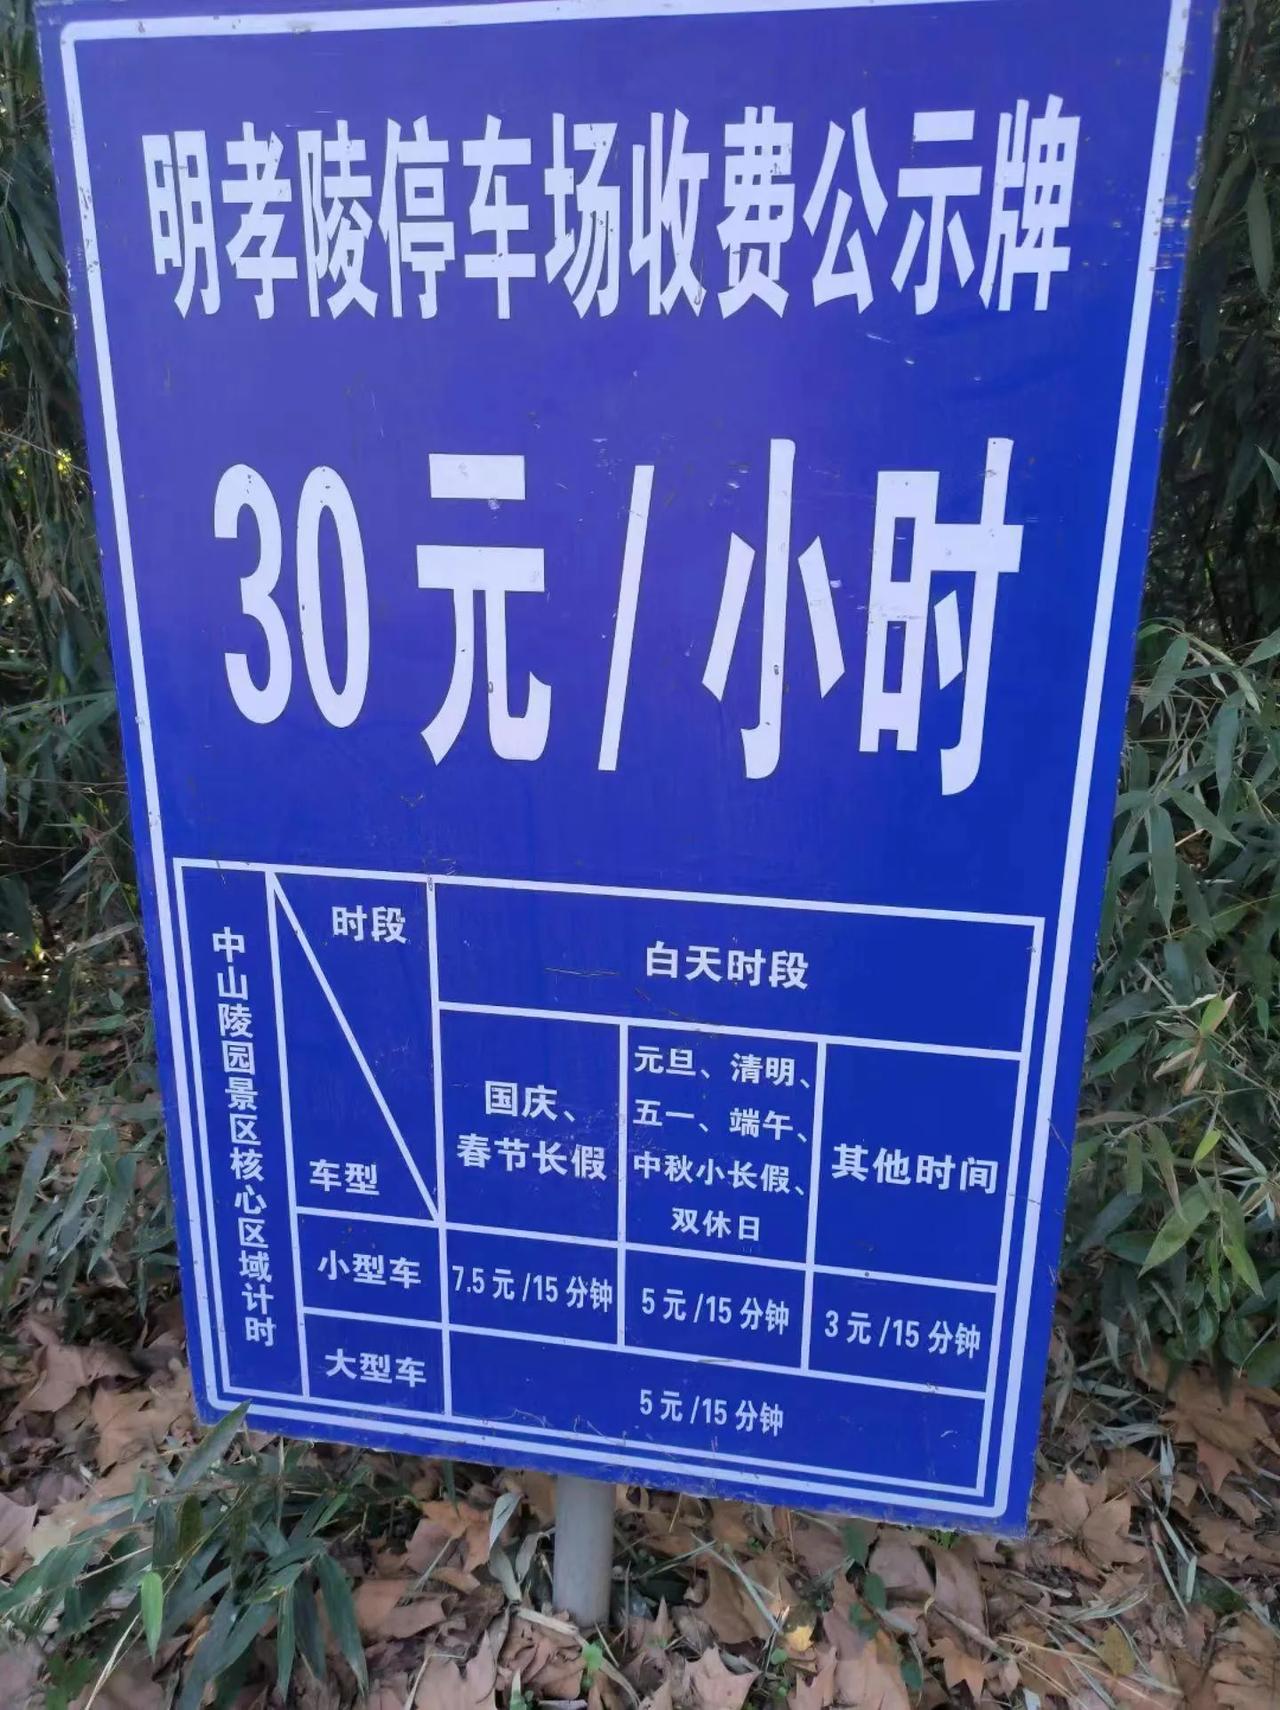 明孝陵停车场收费公示牌
30元/小时
中山陵园景区核心区域计时
时段
车型
白天时段
国庆、
春节长假
元旦、清明、
五一、端午、
中秋小长假、
双休日
其他时间
小型车
7.5元/15分钟
5元/15分钟
3元/15分钟
大型车
5元/15分钟